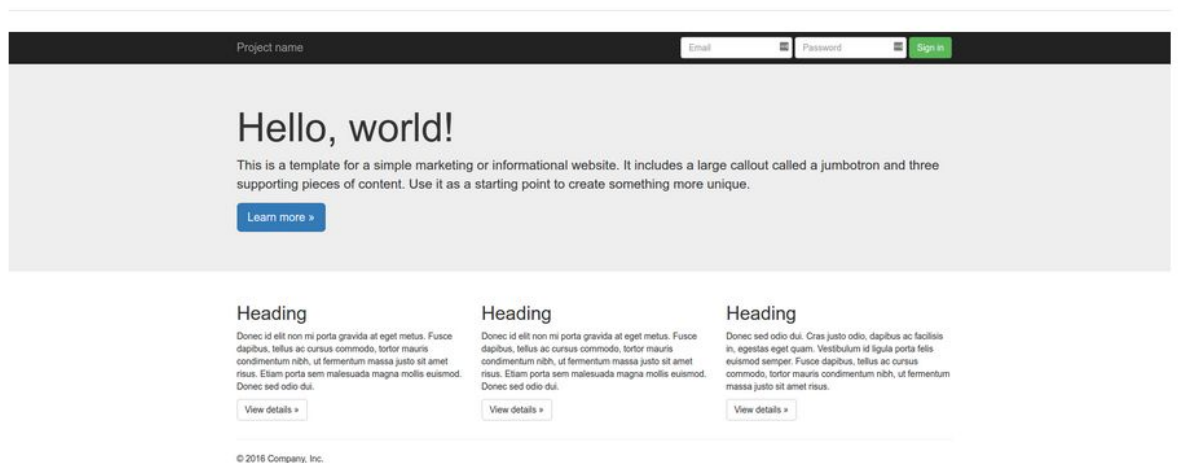 Project name
Email
Password
Sign in
Hello, world!
This is a template for a simple marketing or informational website. It includes a large callout called a jumbotron and three
supporting pieces of content. Use it as a starting point to create something more unique.
Learn more »
Heading
Donec id elit non mi porta gravida at eget metus. Fusce
dapibus, tellus ac cursus commodo, tortor mauris
condimentum nibh, ut fermentum massa justo sit amet
risus. Etiam porta sem malesuada magna mollis euismod.
Donec sed odio dui.
View details »
Heading
Donec id elit non mi porta gravida at eget metus. Fusce
dapibus, tellus ac cursus commodo, tortor mauris
condimentum nibh, ut fermentum massa justo sit amet
risus. Etiam porta sem malesuada magna mollis euismod.
Donec sed odio dui.
View details »
Heading
Donec sed odio dui. Cras justo odio, dapibus ac facilisis
in, egestas eget quam. Vestibulum id ligula porta felis
euismod semper. Fusce dapibus, tellus ac cursus
commodo, tortor mauris condimentum nibh, ut fermentum
massa justo sit amet risus.
View details »
© 2016 Company, Inc.